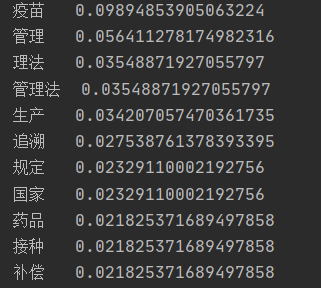 疫苗 0.09894853905063224
管理 0.056411278174982316
理法 0.03548871927055797
管理法 0.03548871927055797
生产 0.034207057470361735
追溯 0.027538761378393395
规定 0.02329110002192756
国家 0.02329110002192756
药品 0.021825371689497858
接种 0.021825371689497858
补偿 0.021825371689497858